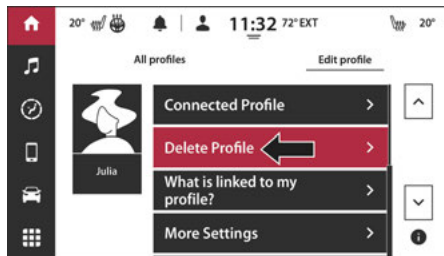 20° 11:32 72° EXT 20°
All profiles Edit profile
Connected Profile
Delete Profile
Julia
What is linked to my
profile?
More Settings